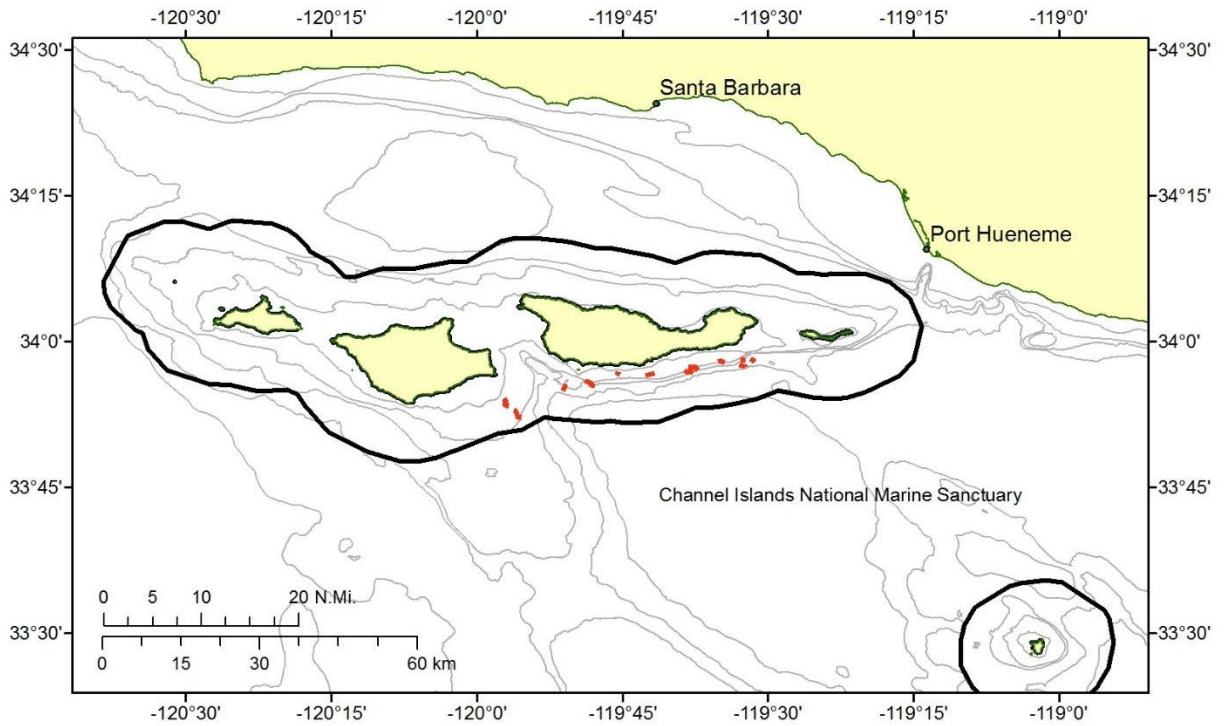 -120°30' -120°15' -120°0' -119°45' -119°30' -119°15' -119°0'
34°30' 34°30'
Santa Barbara
34°15' 34°15'
Port Hueneme
34°0' 34°0'
33°45' 33°45'
Channel Islands National Marine Sanctuary
0 5 10 20 N.Mi.
33°30' 33°30'
0 15 30 60 km
-120°30' -120°15' -120°0' -119°45' -119°30' -119°15' -119°0'